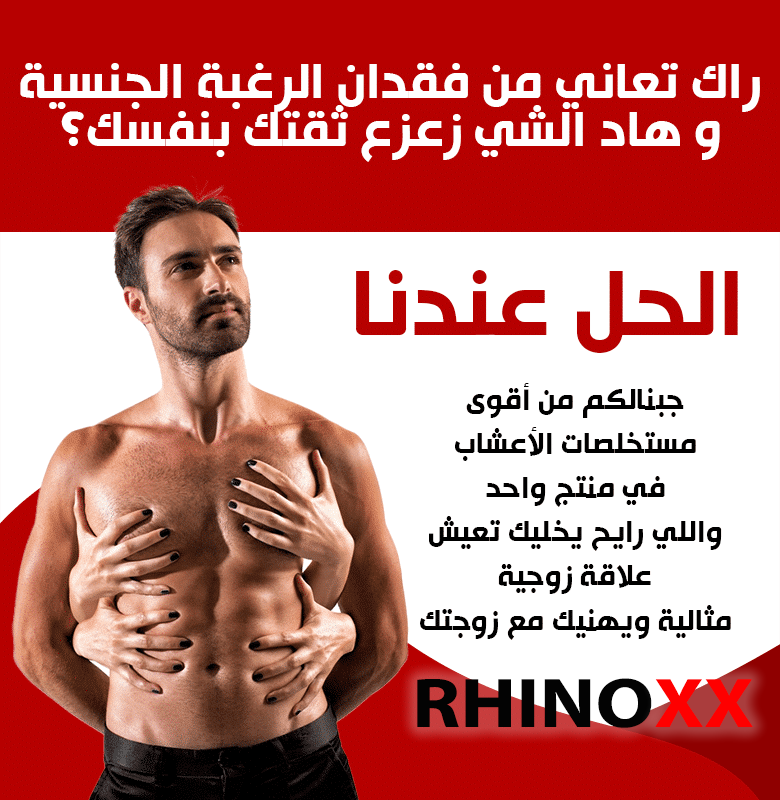 راك تعاني من فقدان الرغبة الجنسية
و هاد الشي زعزع ثقتك بنفسك؟
الحل عندنا
جبنالكم من أقوى
مستخلصات الأعشاب
في منتج واحد
واللي رايح يخليك تعيش
علاقة زوجية
مثالية ويهنيك مع زوجتك
RHINOXX